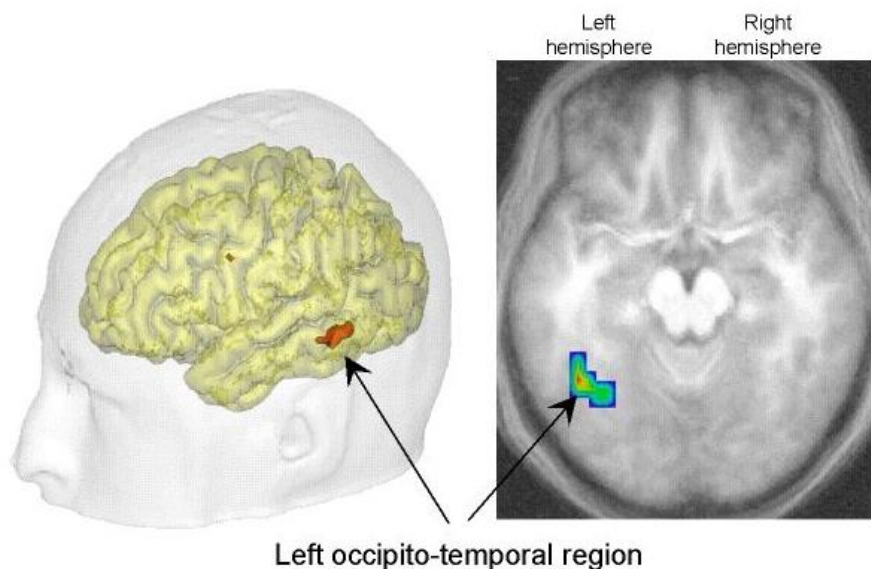 Left
hemisphere
Right
hemisphere
Left occipito-temporal region